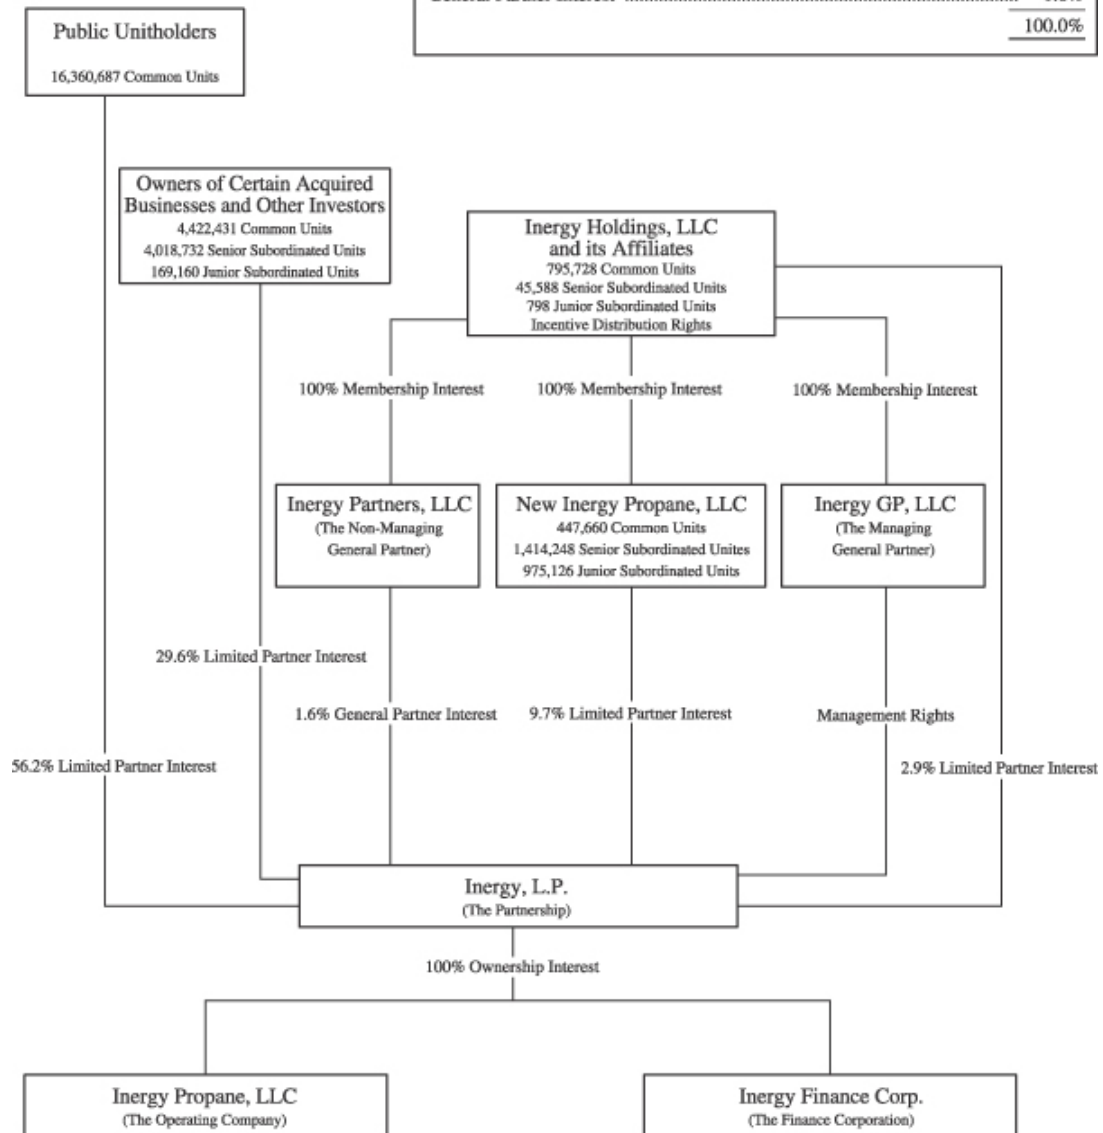 100.0%
Public Unitholders
16,360,687 Common Units
Owners of Certain Acquired
Businesses and Other Investors
4,422,431 Common Units
4,018,732 Senior Subordinated Units
169,160 Junior Subordinated Units
Inergy Holdings, LLC
and its Affiliates
795,728 Common Units
45,588 Senior Subordinated Units
798 Junior Subordinated Units
Incentive Distribution Rights
100% Membership Interest
100% Membership Interest
100% Membership Interest
Inergy Partners, LLC
(The Non-Managing
General Partner)
New Inergy Propane, LLC
447,660 Common Units
1,414,248 Senior Subordinated Unites
975,126 Junior Subordinated Units
Inergy GP, LLC
(The Managing
General Partner)
29.6% Limited Partner Interest
1.6% General Partner Interest
9.7% Limited Partner Interest
Management Rights
56.2% Limited Partner Interest
2.9% Limited Partner Interest
Inergy, L.P.
(The Partnership)
100% Ownership Interest
Inergy Propane, LLC
(The Operating Company)
Inergy Finance Corp.
(The Finance Corporation)